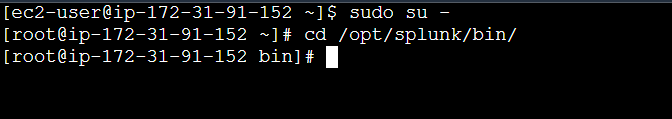 [ec2-user@ip-172-31-91-152 ~]$ sudo su -
[root@ip-172-31-91-152 ~]# cd /opt/splunk/bin/
[root@ip-172-31-91-152 bin]#